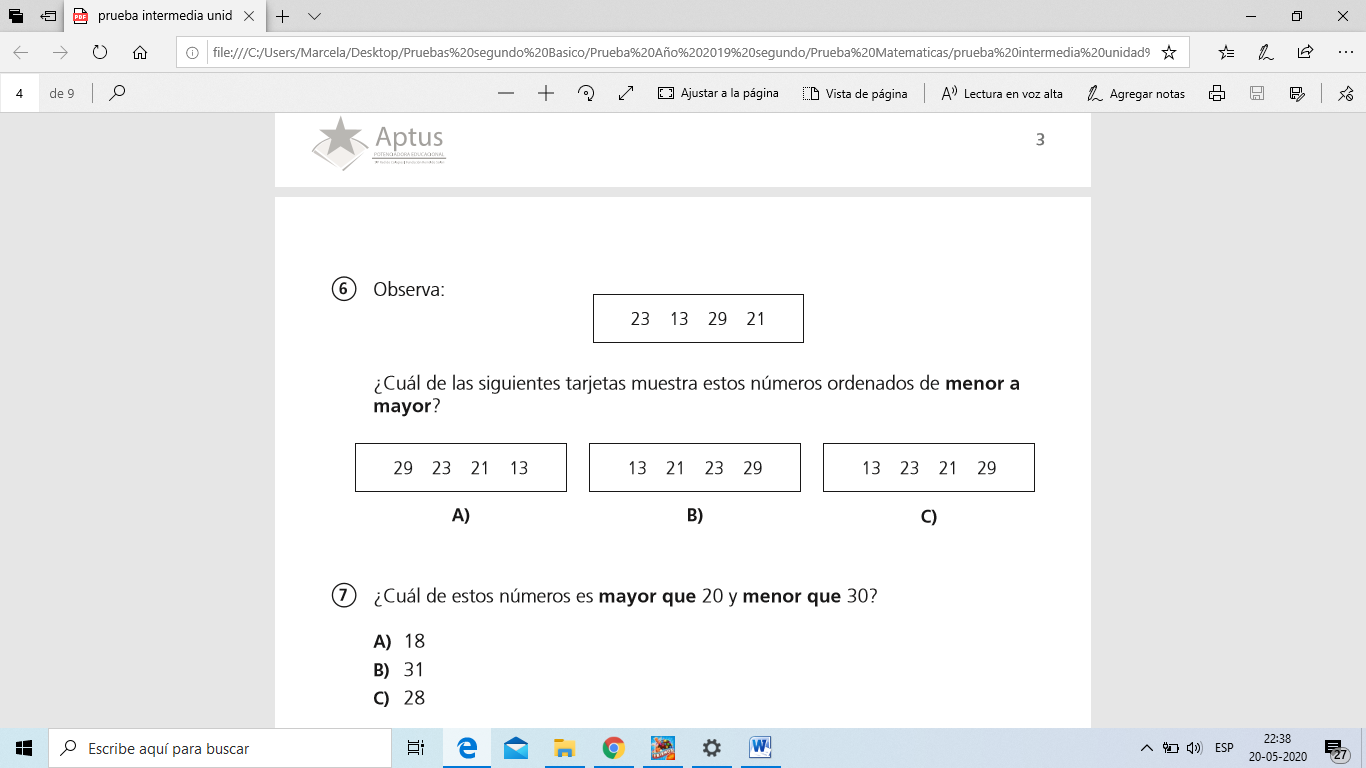 prueba intermedia unid
file:///C:/Users/Marcela/Desktop/Pruebas%20segundo%20Basico/Prueba%20Año%202019%20segundo/Prueba%20Matematicas/prueba%20intermedia%20unidad%
4 de 9 Ajustar a la página Vista de página Lectura en voz alta Agregar notas
Aptus
POTENCIADORA EDUCACIONAL
3
6 Observa:
23 13 29 21
¿Cuál de las siguientes tarjetas muestra estos números ordenados de menor a
mayor?
29 23 21 13 13 21 23 29 13 23 21 29
A) B) C)
7 ¿Cuál de estos números es mayor que 20 y menor que 30?
A) 18
B) 31
C) 28
Escribe aquí para buscar
ESP
22:38
20-05-2020
27